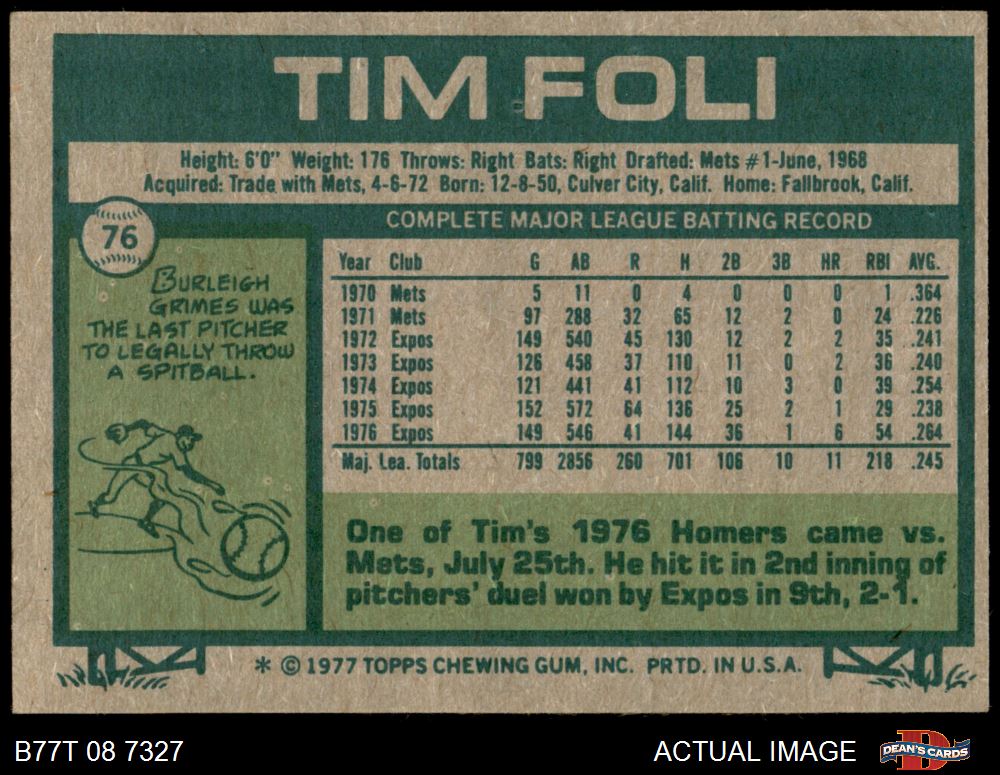 TIM FOLI
Height: 6'0" Weight: 176 Throws: Right Bats: Right Drafted: Mets #1-June, 1968
Acquired: Trade with Mets, 4-6-72 Born: 12-8-50, Culver City, Calif. Home: Fallbrook, Calif.
76
BURLEIGH
GRIMES WAS
THE LAST PITCHER
TO LEGALLY THROW
A SPITBALL.
COMPLETE MAJOR LEAGUE BATTING RECORD
Year Club G AB R H 2B 3B HR RBI AVG.
1970 Mets 5 11 0 4 0 0 0 1 .364
1971 Mets 97 288 32 65 12 2 0 24 .226
1972 Expos 149 540 45 130 12 2 2 35 .241
1973 Expos 126 458 37 110 11 0 2 36 .240
1974 Expos 121 441 41 112 10 3 0 39 .254
1975 Expos 152 572 64 136 25 2 1 29 .238
1976 Expos 149 546 41 144 36 1 6 54 .264
Maj. Lea. Totals 799 2856 260 701 106 10 11 218 .245
One of Tim's 1976 Homers came vs.
Mets, July 25th. He hit it in 2nd inning of
pitchers' duel won by Expos in 9th, 2-1.
* © 1977 TOPPS CHEWING GUM, INC. PRTD. IN U.S.A.
B77T 08 7327
ACTUAL IMAGE
DEAN'S CARDS